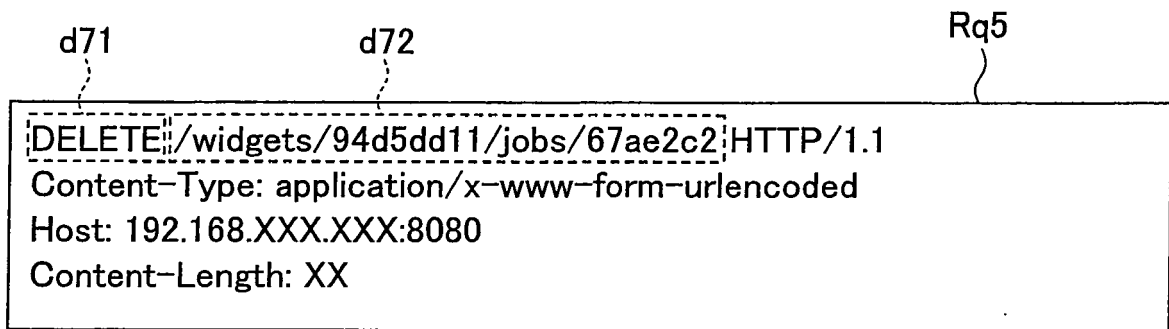 d71 d72 Rq5
DELETE /widgets/94d5dd11/jobs/67ae2c2 HTTP/1.1
Content-Type: application/x-www-form-urlencoded
Host: 192.168.XXX.XXX:8080
Content-Length: XX